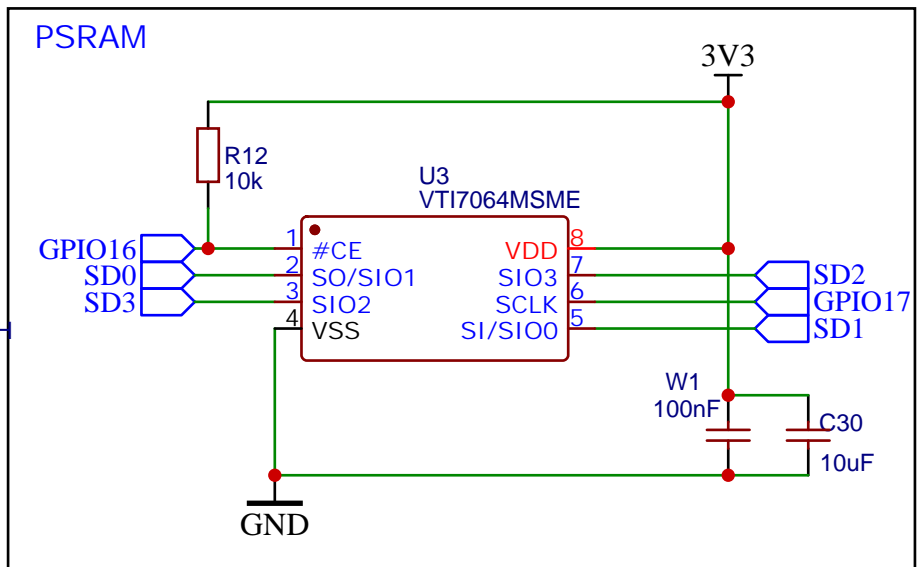 PSRAM
3V3
R12
10k
U3
VTI7064MSME
GPIO16
1
#CE
VDD
8
SD0
2
SO/SIO1
SIO3
7
SD2
SD3
3
SIO2
SCLK
6
GPIO17
4
VSS
SI/SIO0
5
SD1
W1
100nF
C30
10uF
GND